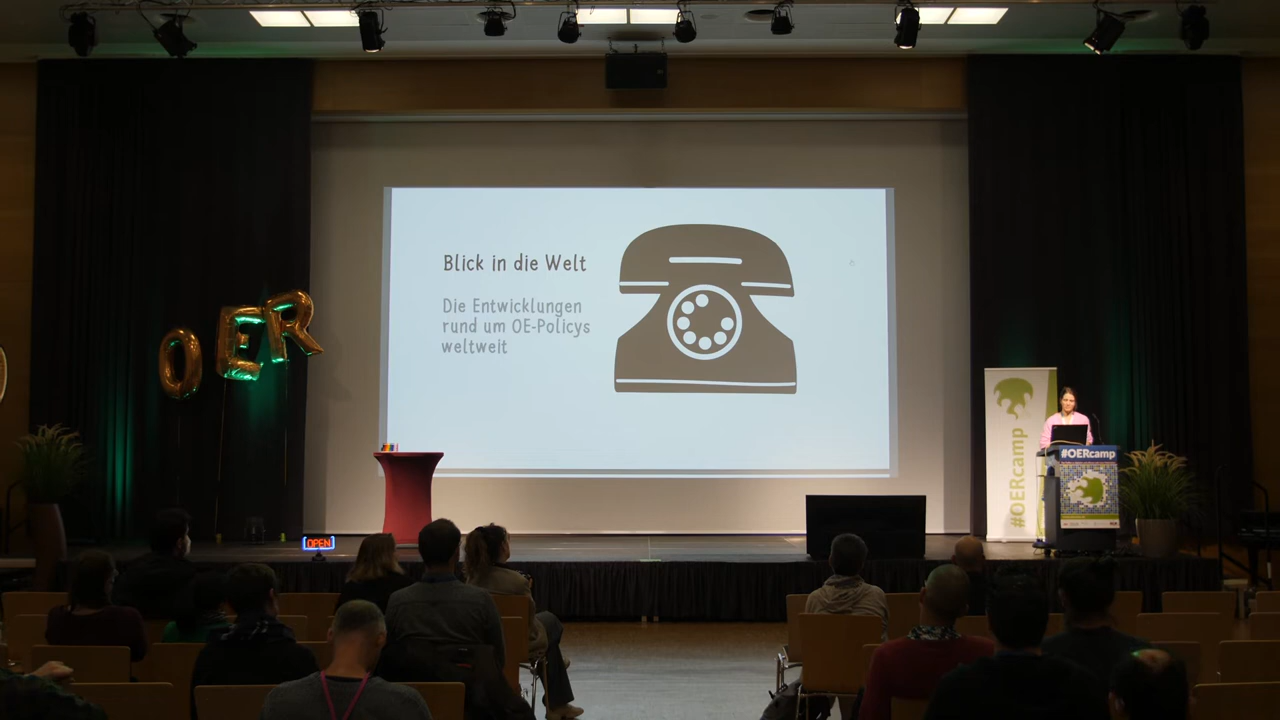 Blick in die Welt
Die Entwicklungen
rund um OE-Policys
weltweit
OER
#OERcamp
#OERcamp
OPEN